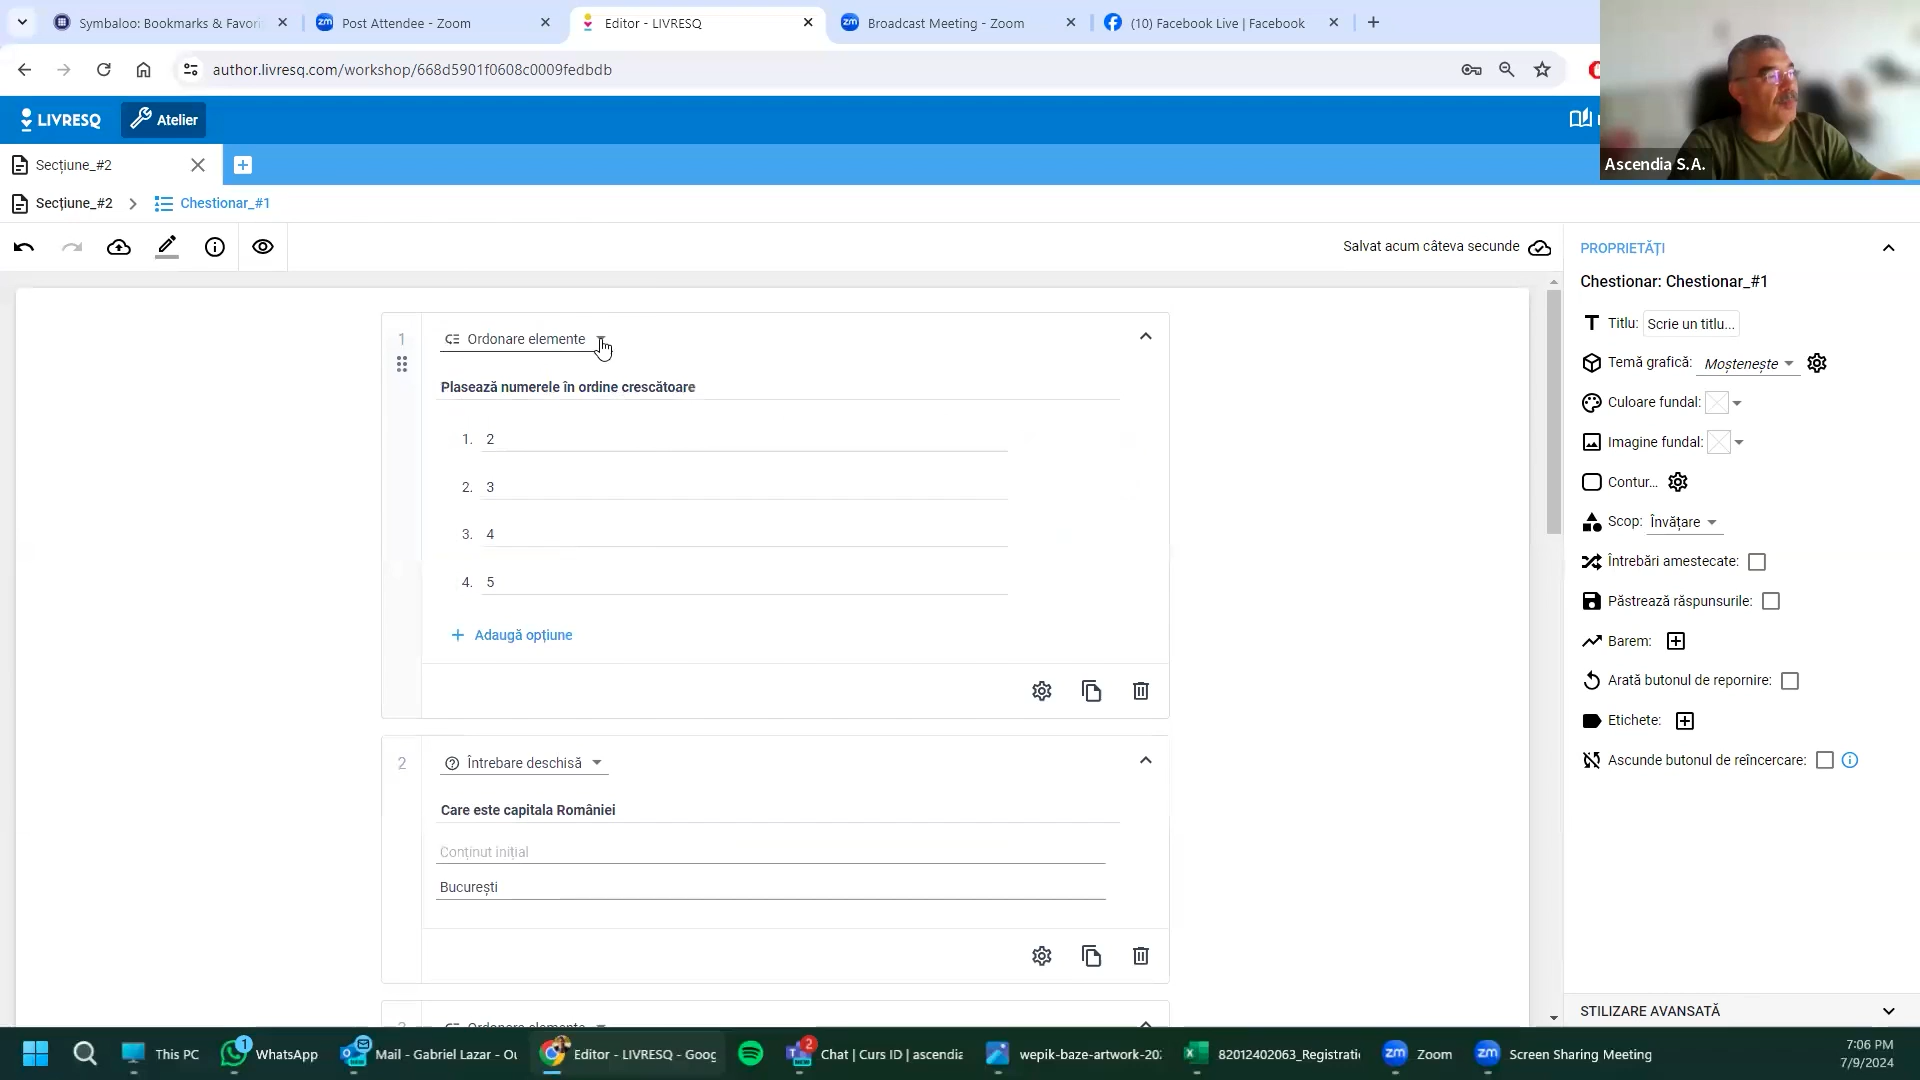 Symbaloo: Bookmarks & Favori
Post Attendee - Zoom
Editor - LIVRESQ
Broadcast Meeting - Zoom
(10) Facebook Live | Facebook
author.livresq.com/workshop/668d5901f0608c0009fedbdb
LIVRESQ
Atelier
Ascendia S.A.
Secțiune_#2
Secțiune_#2
Chestionar_#1
Salvat acum câteva secunde
PROPRIETĂȚI
Chestionar: Chestionar_#1
Titlu: Scrie un titlu...
Temă grafică: Moștenește
Culoare fundal:
Imagine fundal:
Contur...
Scop: Învățare
Întrebări amestecate:
Păstrează răspunsurile:
Barem:
Arată butonul de repornire:
Etichete:
Ascunde butonul de reîncercare:
STILIZARE AVANSATĂ
1
Ordonare elemente
Plasează numerele în ordine crescătoare
1. 2
2. 3
3. 4
4. 5
Adaugă opțiune
2
Întrebare deschisă
Care este capitala României
Conținut inițial
București
3
Ordonare elemente
This PC
1
WhatsApp
Mail - Gabriel Lazar - Ou
Editor - LIVRESQ - Goog
2
Chat | Curs ID | ascendia
wepik-baze-artwork-202
82012402063_Registrati
Zoom
Screen Sharing Meeting
7:06 PM
7/9/2024